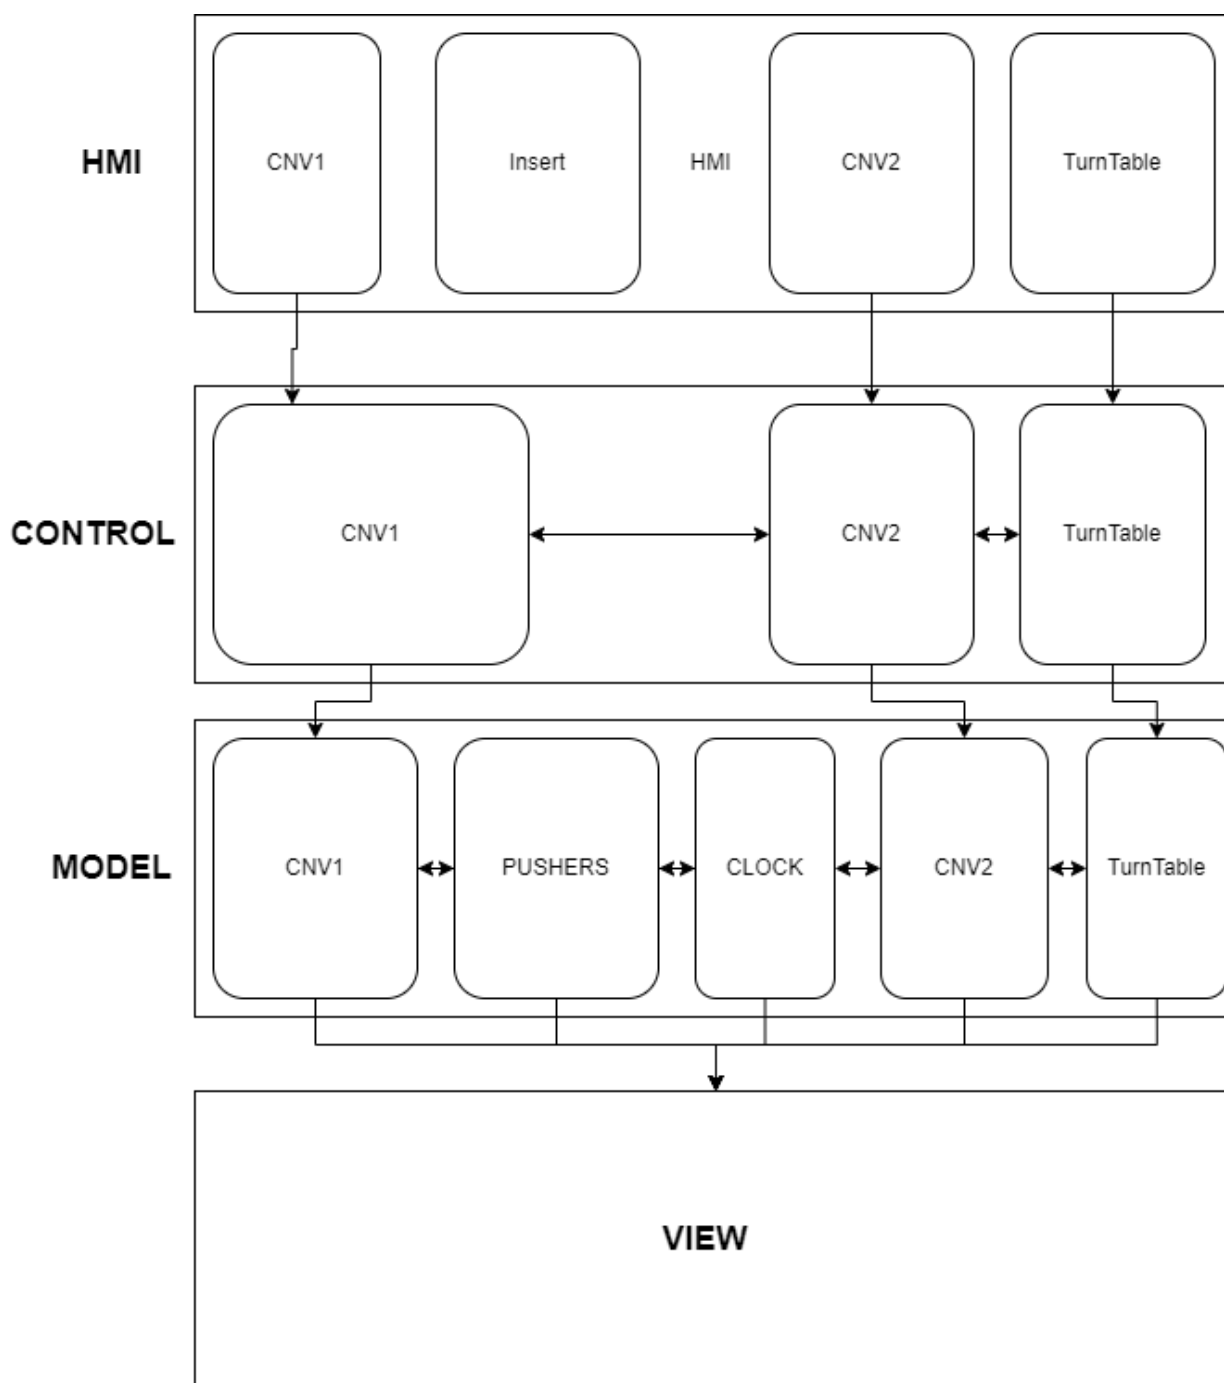 HMI
CNV1
Insert
HMI
CNV2
TurnTable
CONTROL
CNV1
CNV2
TurnTable
MODEL
CNV1
PUSHERS
CLOCK
CNV2
TurnTable
VIEW